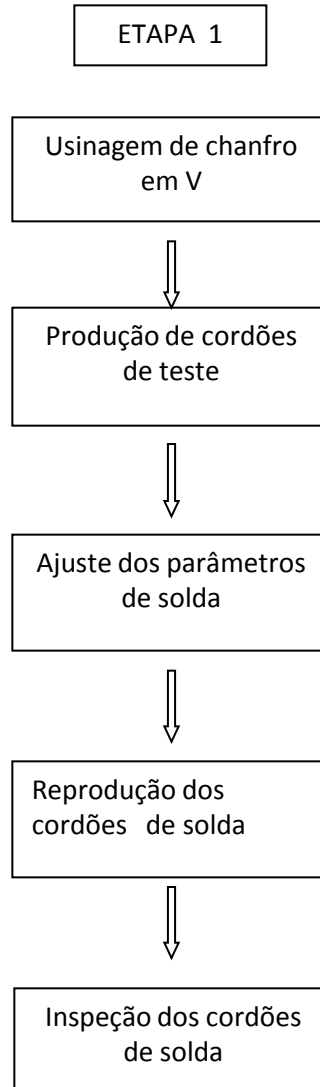 ETAPA 1
Usinagem de chanfro
em V
Produção de cordões
de teste
Ajuste dos parâmetros
de solda
Reprodução dos
cordões de solda
Inspeção dos cordões
de solda